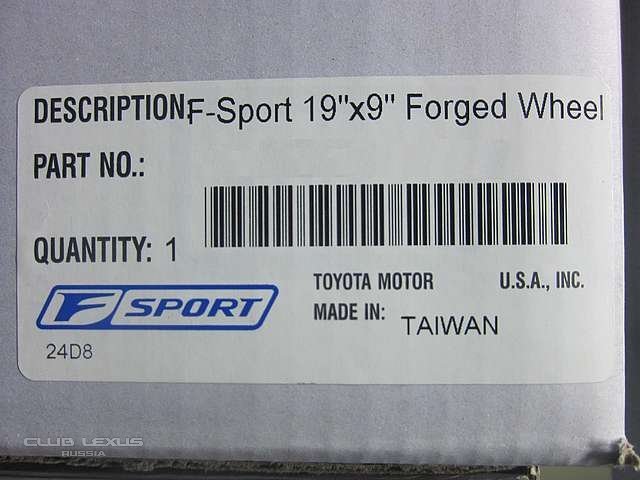 DESCRIPTION: F-Sport 19"x9" Forged Wheel
PART NO.:
QUANTITY: 1
F SPORT
24D8
TOYOTA MOTOR U.S.A., INC.
MADE IN: TAIWAN
CLUB LEXUS
RUSSIA